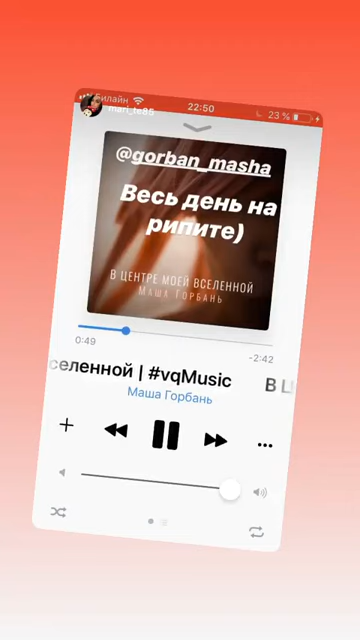 Билайн
22:50
23 %
mari_te86
@gorban_masha
Весь день на
рипите)
В ЦЕНТРЕ МОЕЙ ВСЕЛЕННОЙ
МАША ГОРБАНЬ
0:49
-2:42
селенной | #vqMusic
В Ц
Маша Горбань